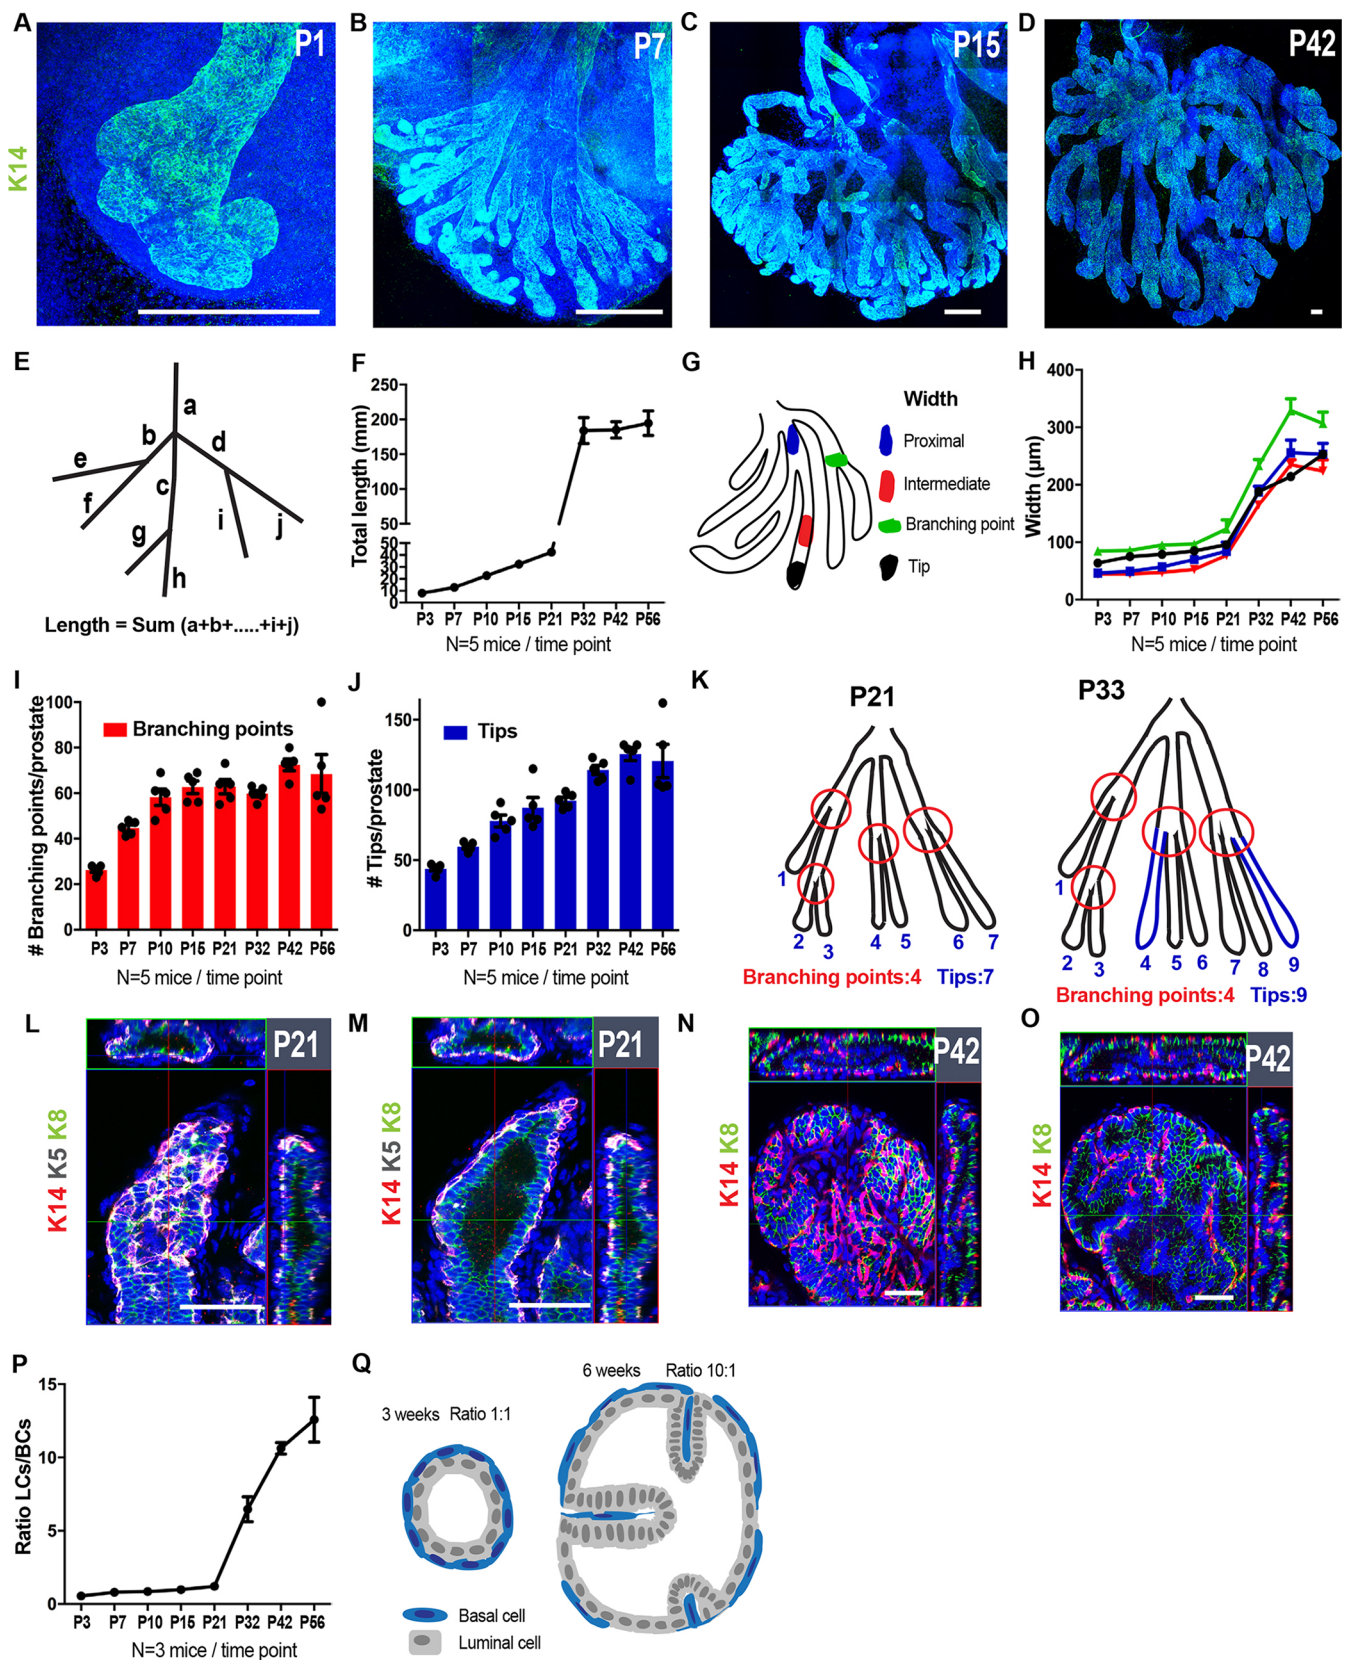 A
P1
B
P7
C
P15
D
P42
K14
E
a
b
d
e
c
f
g
i
j
h
Length = Sum (a+b+.....+i+j)
F
Total length (mm)
250
200
150
100
50
50
40
30
20
10
0
P3 P7 P10 P15 P21 P32 P42 P56
N=5 mice / time point
G
Width
Proximal
Intermediate
Branching point
Tip
H
Width (µm)
400
300
200
100
0
P3 P7 P10 P15 P21 P32 P42 P56
N=5 mice / time point
I
# Branching points/prostate
100
80
60
40
20
0
Branching points
P3 P7 P10 P15 P21 P32 P42 P56
N=5 mice / time point
J
# Tips/prostate
150
100
50
0
Tips
P3 P7 P10 P15 P21 P32 P42 P56
N=5 mice / time point
K
P21
1
2
3
4
5
6
7
Branching points:4 Tips:7
P33
1
2
3
4
5
6
7
8
9
Branching points:4 Tips:9
L
P21
K14 K5 K8
M
P21
K14 K5 K8
N
P42
K14 K8
O
P42
K14 K8
P
Ratio LCs/BCs
15
10
5
0
P3 P7 P10 P15 P21 P32 P42 P56
N=3 mice / time point
Q
3 weeks Ratio 1:1
6 weeks Ratio 10:1
Basal cell
Luminal cell